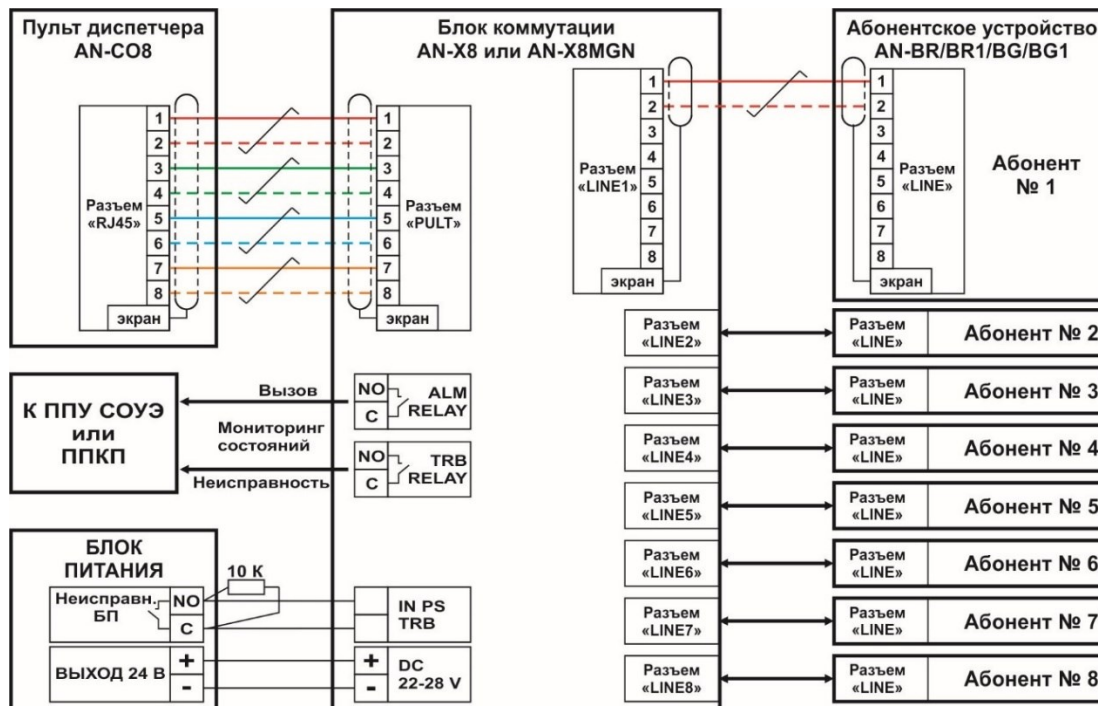 Пульт диспетчера
AN-CO8
Разъем
«RJ45»
1
2
3
4
5
6
7
8
экран
Блок коммутации
AN-X8 или AN-X8MGN
1
2
3
4
5
6
7
8
экран
Разъем
«PULT»
Разъем
«LINE1»
1
2
3
4
5
6
7
8
экран
Абонентское устройство
AN-BR/BR1/BG/BG1
1
2
3
4
5
6
7
8
экран
Разъем
«LINE»
Абонент
№ 1
Разъем
«LINE2»
Разъем
«LINE»
Абонент № 2
Разъем
«LINE3»
Разъем
«LINE»
Абонент № 3
Разъем
«LINE4»
Разъем
«LINE»
Абонент № 4
Разъем
«LINE5»
Разъем
«LINE»
Абонент № 5
Разъем
«LINE6»
Разъем
«LINE»
Абонент № 6
Разъем
«LINE7»
Разъем
«LINE»
Абонент № 7
Разъем
«LINE8»
Разъем
«LINE»
Абонент № 8
К ППУ СОУЭ
или
ППКП
Вызов
Мониторинг
состояний
Неисправность
NO
C
ALM
RELAY
NO
C
TRB
RELAY
БЛОК
ПИТАНИЯ
10 К
Неисправн.
БП
NO
C
IN PS
TRB
ВЫХОД 24 В
+
-
+
-
DC
22-28 V